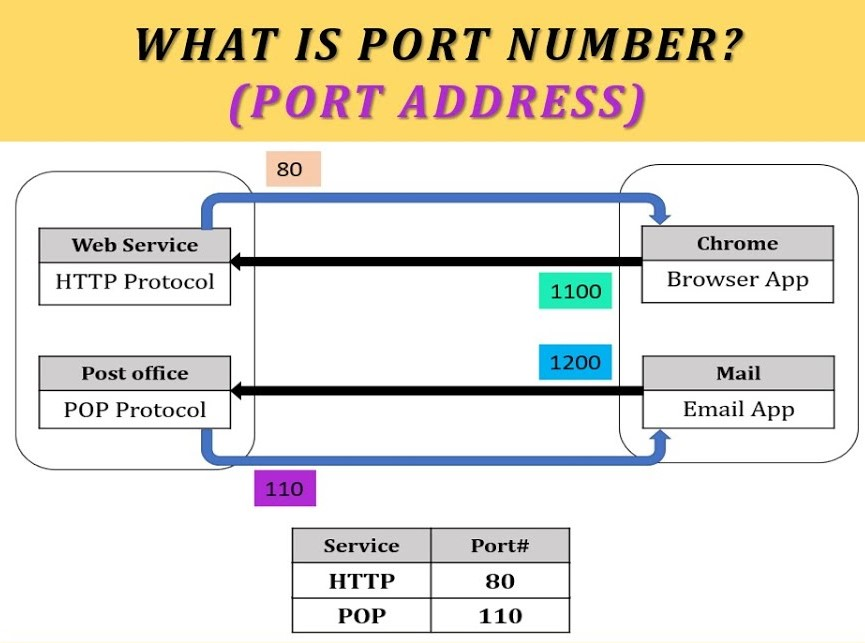 WHAT IS PORT NUMBER?
(PORT ADDRESS)
80
Web Service
HTTP Protocol
Chrome
Browser App
1100
1200
Post office
POP Protocol
Mail
Email App
110
Service Port#
HTTP 80
POP 110